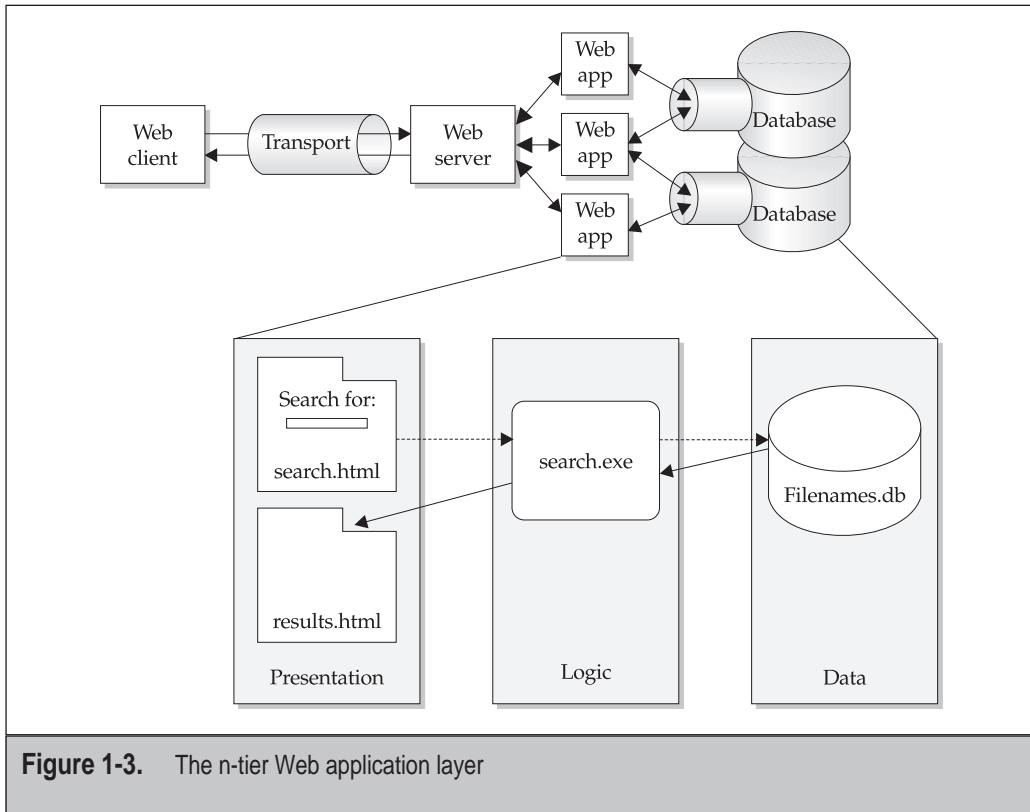 Web
app
Web
client
Transport
Web
server
Web
app
Database
Web
app
Database
Search for:
search.html
search.exe
Filenames.db
results.html
Presentation
Logic
Data
Figure 1-3. The n-tier Web application layer